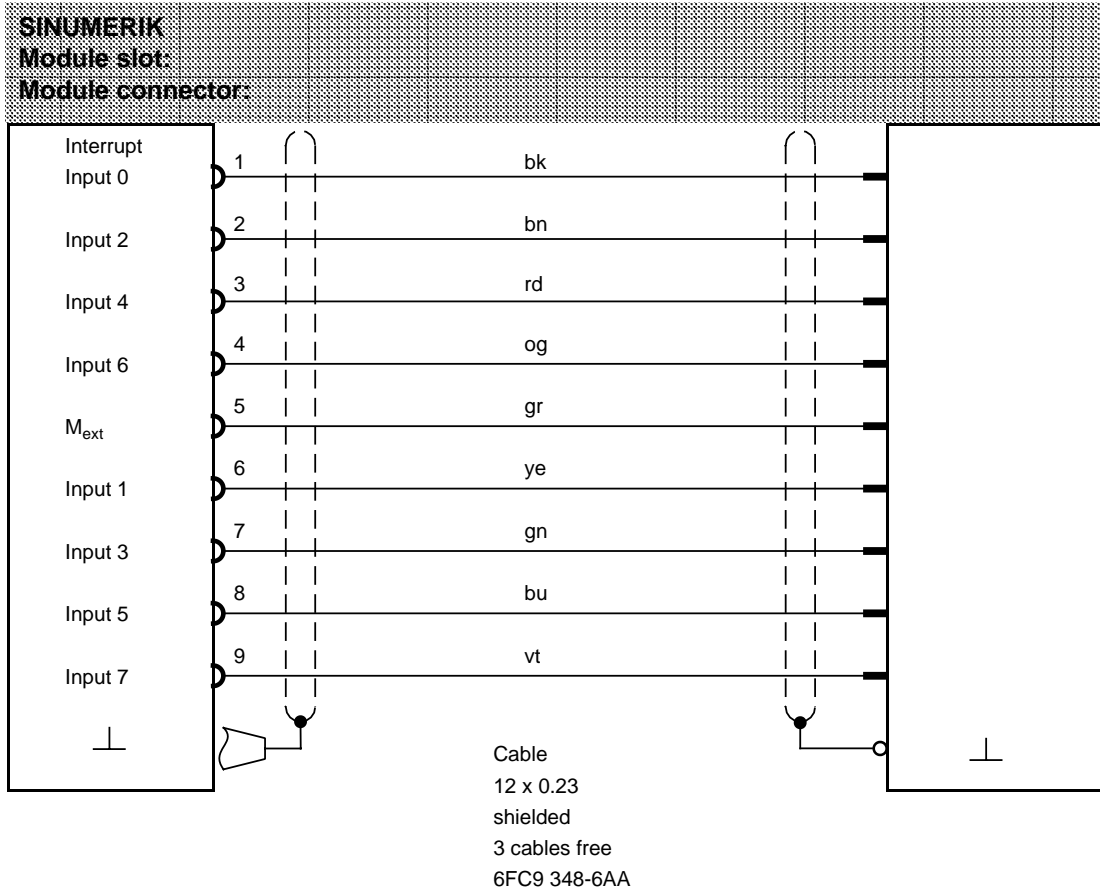 SINUMERIK
Module slot:
Module connector:
Interrupt
Input 0 1 bk
Input 2 2 bn
Input 4 3 rd
Input 6 4 og
Mext 5 gr
Input 1 6 ye
Input 3 7 gn
Input 5 8 bu
Input 7 9 vt
Cable
12 x 0.23
shielded
3 cables free
6FC9 348-6AA